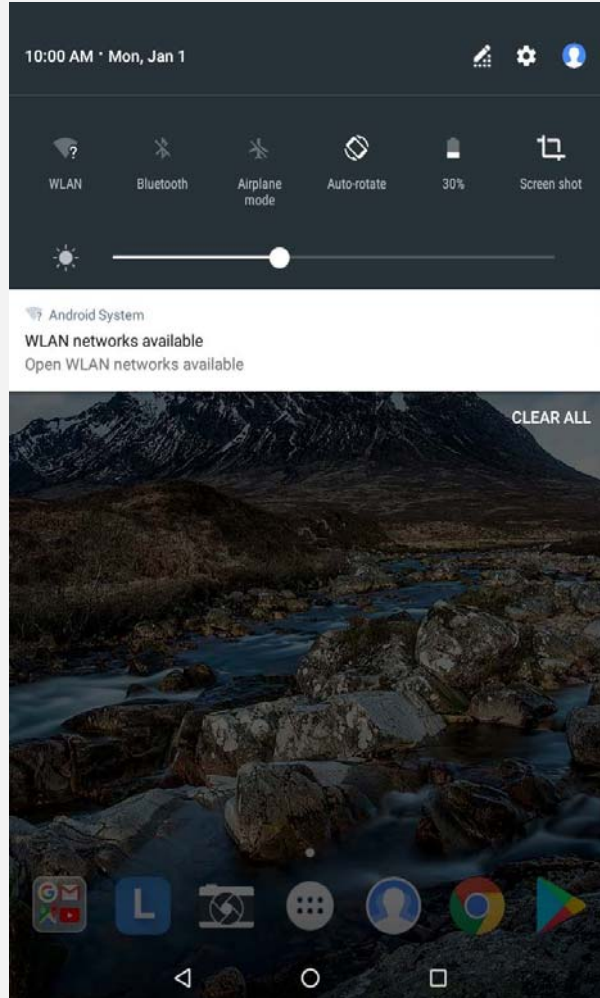 10:00 AM · Mon, Jan 1
WLAN
Bluetooth
Airplane
mode
Auto-rotate
30%
Screen shot
Android System
WLAN networks available
Open WLAN networks available
CLEAR ALL
G
L